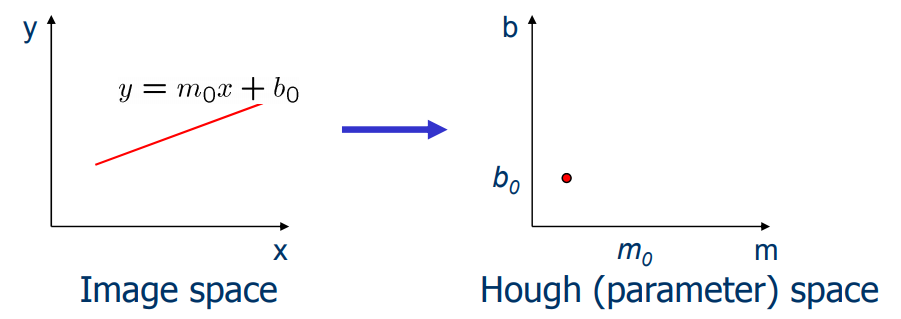 y
y = m₀x + b₀
x
Image space
b
b₀
m₀
m
Hough (parameter) space